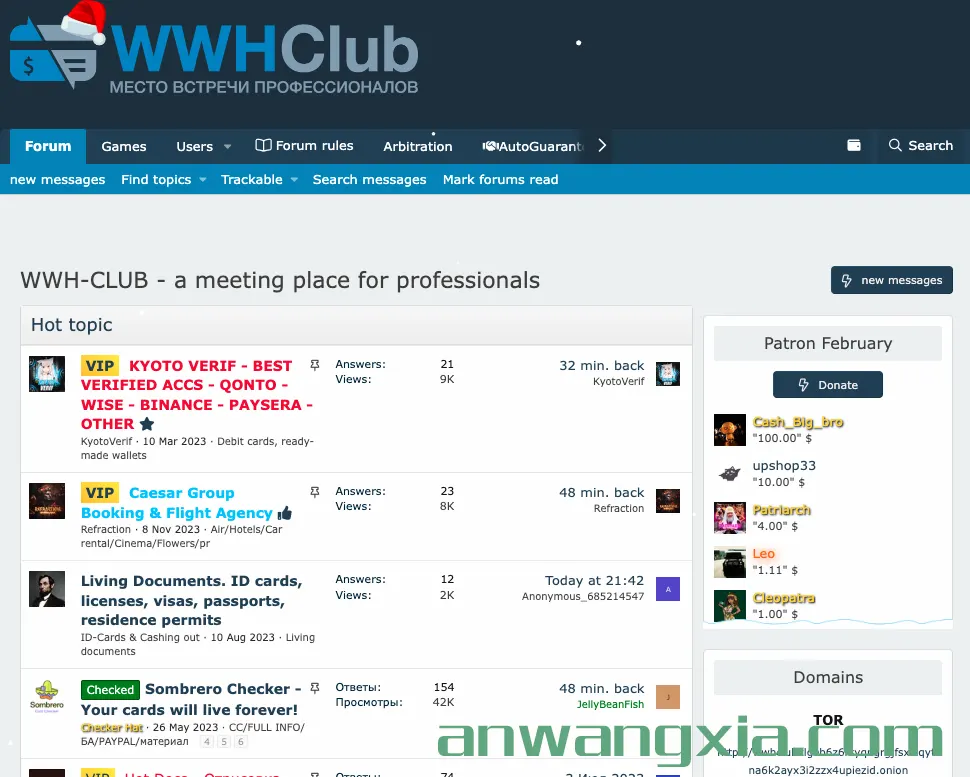 WWHClub
МЕСТО ВСТРЕЧИ ПРОФЕССИОНАЛОВ
Forum Games Users Forum rules Arbitration AutoGuarant Search
new messages Find topics Trackable Search messages Mark forums read
WWH-CLUB - a meeting place for professionals
new messages
Hot topic
VIP KYOTO VERIF - BEST
VERIFIED ACCS - QONTO -
WISE - BINANCE - PAYSERA -
OTHER
KyotoVerif · 10 Mar 2023 · Debit cards, ready-
made wallets
Answers: 21
Views: 9K
32 min. back
KyotoVerif
VIP Caesar Group
Booking & Flight Agency
Refraction · 8 Nov 2023 · Air/Hotels/Car
rental/Cinema/Flowers/pr
Answers: 23
Views: 8K
48 min. back
Refraction
Living Documents. ID cards,
licenses, visas, passports,
residence permits
ID-Cards & Cashing out · 10 Aug 2023 · Living
documents
Answers: 12
Views: 2K
Today at 21:42
Anonymous_685214547
A
Sombrero
Checked Sombrero Checker -
Your cards will live forever!
Checker Hat · 26 May 2023 · CC/FULL INFO/
БА/PAYPAL/материал 4 5 6
Ответы: 154
Просмотры: 42K
48 min. back
JellyBeanFish
J
Patron February
Donate
Cash_Big_bro
"100.00" $
upshop33
"10.00" $
Patriarch
"4.00" $
Leo
"1.11" $
Cleopatra
"1.00" $
Domains
TOR
na6k2ayx3i2zzx4upiezid.onion
anwangxia.com